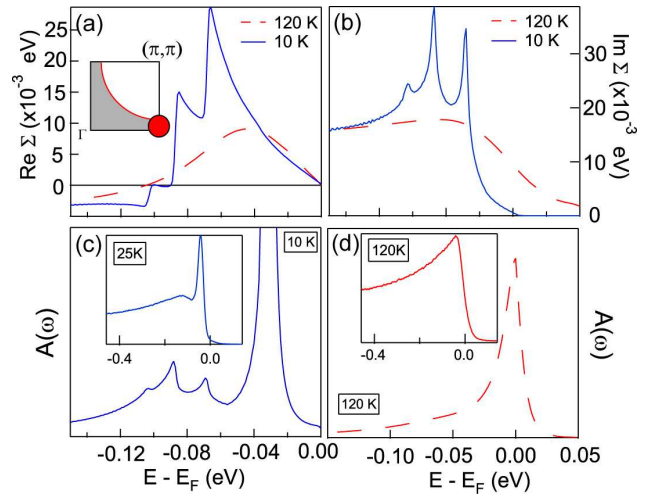 (a)
120 K
10 K
(π,π)
Γ
Re Σ (x10⁻³ eV)
25
20
15
10
5
0
(b)
120 K
10 K
Im Σ (x10⁻³ eV)
30
20
10
0
(c)
25K
10 K
-0.4
0.0
A(ω)
-0.12
-0.08
-0.04
0.00
E - E_F (eV)
(d)
120K
-0.4
0.0
120 K
A(ω)
-0.10
-0.05
0.00
0.05
E - E_F (eV)